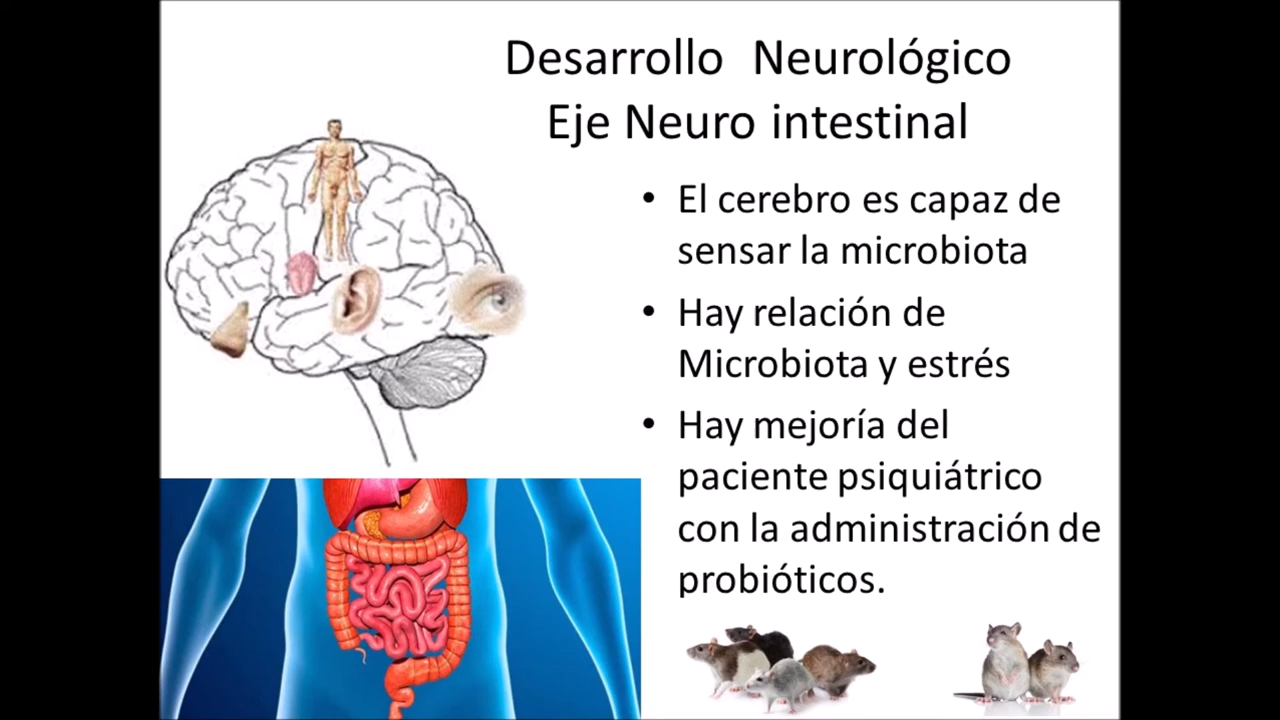 Desarrollo Neurológico
Eje Neuro intestinal
• El cerebro es capaz de
sensar la microbiota
• Hay relación de
Microbiota y estrés
• Hay mejoría del
paciente psiquiátrico
con la administración de
probióticos.